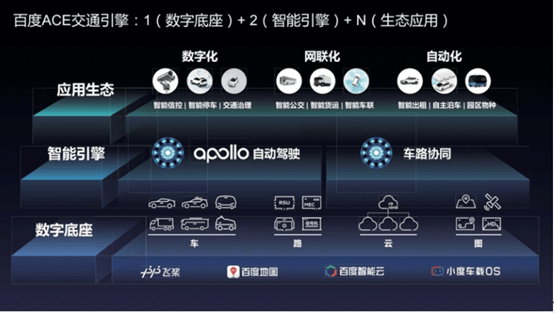 百度ACE交通引擎：1（数字底座）+ 2（智能引擎）+ N（生态应用）
数字化 网联化 自动化
应用生态
智能信控 | 智能停车 | 交通治理 智能公交 | 智能货运 | 智能车联 智能出租 | 自主泊车 | 园区物种
智能引擎 apollo 自动驾驶 车路协同
RSU MEC
数字底座
车 路 云 图
飞桨 百度地图 百度智能云 小度车载OS